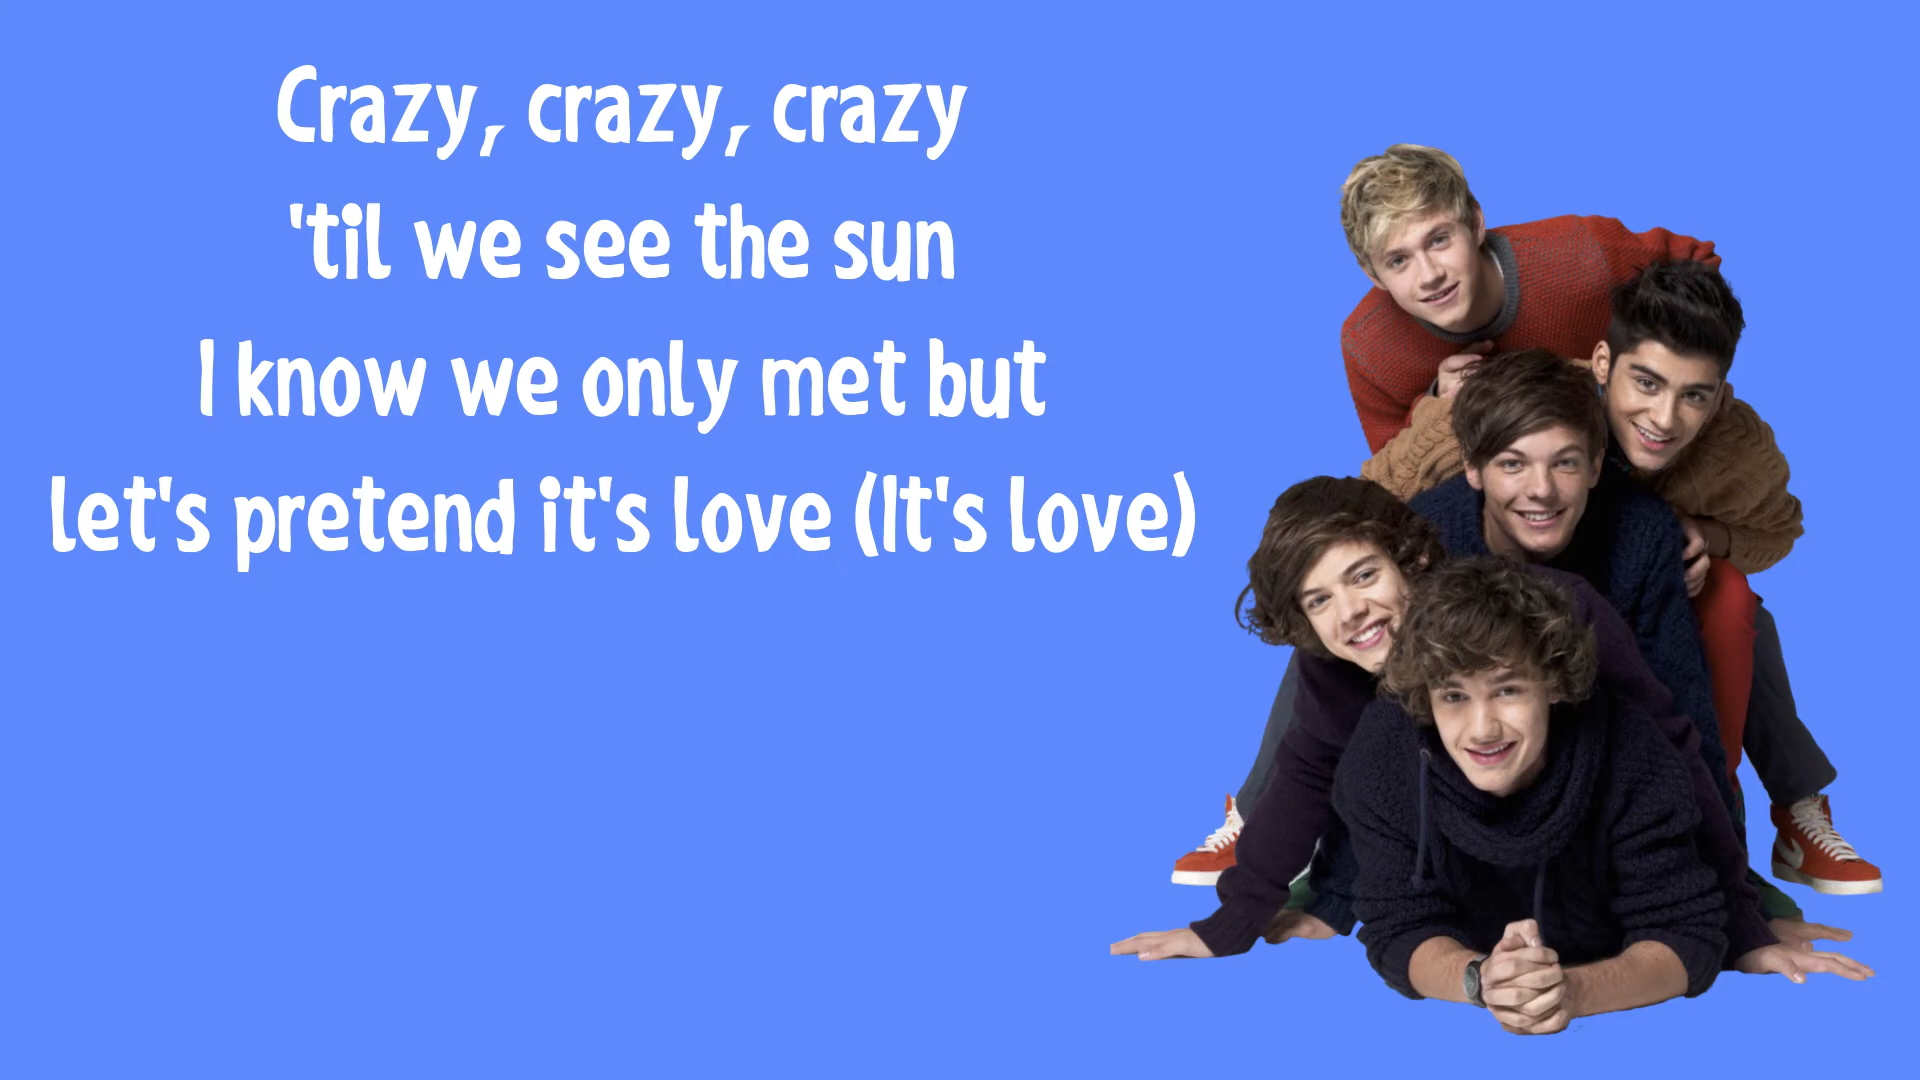 Crazy, crazy, crazy
'til we see the sun
I know we only met but
Let's pretend it's love (It's love)